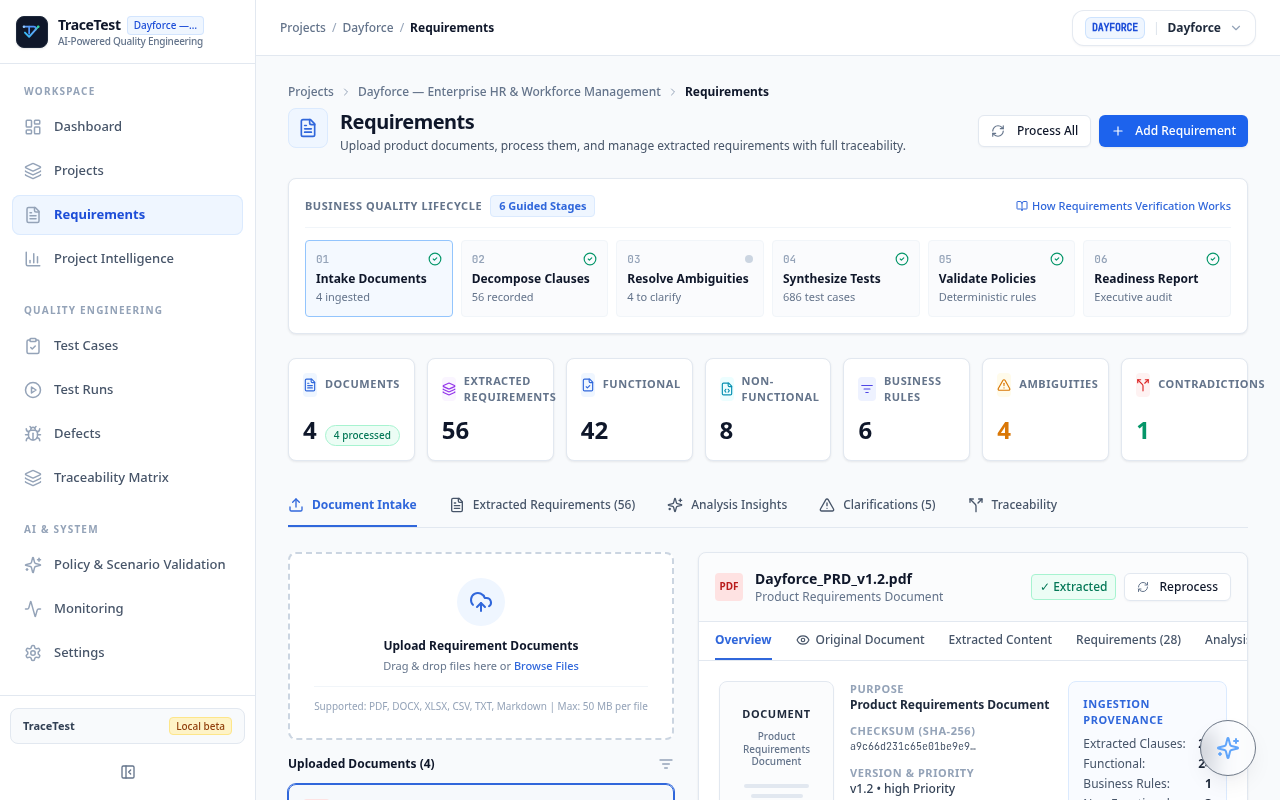 TraceTest
Dayforce —...
AI-Powered Quality Engineering
WORKSPACE
Dashboard
Projects
Requirements
Project Intelligence
QUALITY ENGINEERING
Test Cases
Test Runs
Defects
Traceability Matrix
AI & SYSTEM
Policy & Scenario Validation
Monitoring
Settings
TraceTest
Local beta
Projects / Dayforce / Requirements
DAYFORCE
Dayforce
Projects > Dayforce — Enterprise HR & Workforce Management > Requirements
Requirements
Upload product documents, process them, and manage extracted requirements with full traceability.
Process All
Add Requirement
BUSINESS QUALITY LIFECYCLE
6 Guided Stages
How Requirements Verification Works
01
Intake Documents
4 ingested
02
Decompose Clauses
56 recorded
03
Resolve Ambiguities
4 to clarify
04
Synthesize Tests
686 test cases
05
Validate Policies
Deterministic rules
06
Readiness Report
Executive audit
DOCUMENTS
4
4 processed
EXTRACTED
REQUIREMENTS
56
FUNCTIONAL
42
NON-
FUNCTIONAL
8
BUSINESS
RULES
6
AMBIGUITIES
4
CONTRADICTIONS
1
Document Intake
Extracted Requirements (56)
Analysis Insights
Clarifications (5)
Traceability
Upload Requirement Documents
Drag & drop files here or Browse Files
Supported: PDF, DOCX, XLSX, CSV, TXT, Markdown | Max: 50 MB per file
Uploaded Documents (4)
PDF
Dayforce_PRD_v1.2.pdf
Product Requirements Document
✓ Extracted
Reprocess
Overview
Original Document
Extracted Content
Requirements (28)
Analysis
DOCUMENT
Product
Requirements
Document
PURPOSE
Product Requirements Document
CHECKSUM (SHA-256)
a9c66d231c65e01be9e9…
VERSION & PRIORITY
v1.2 • high Priority
INGESTION
PROVENANCE
Extracted Clauses:
Functional:
Business Rules:
1